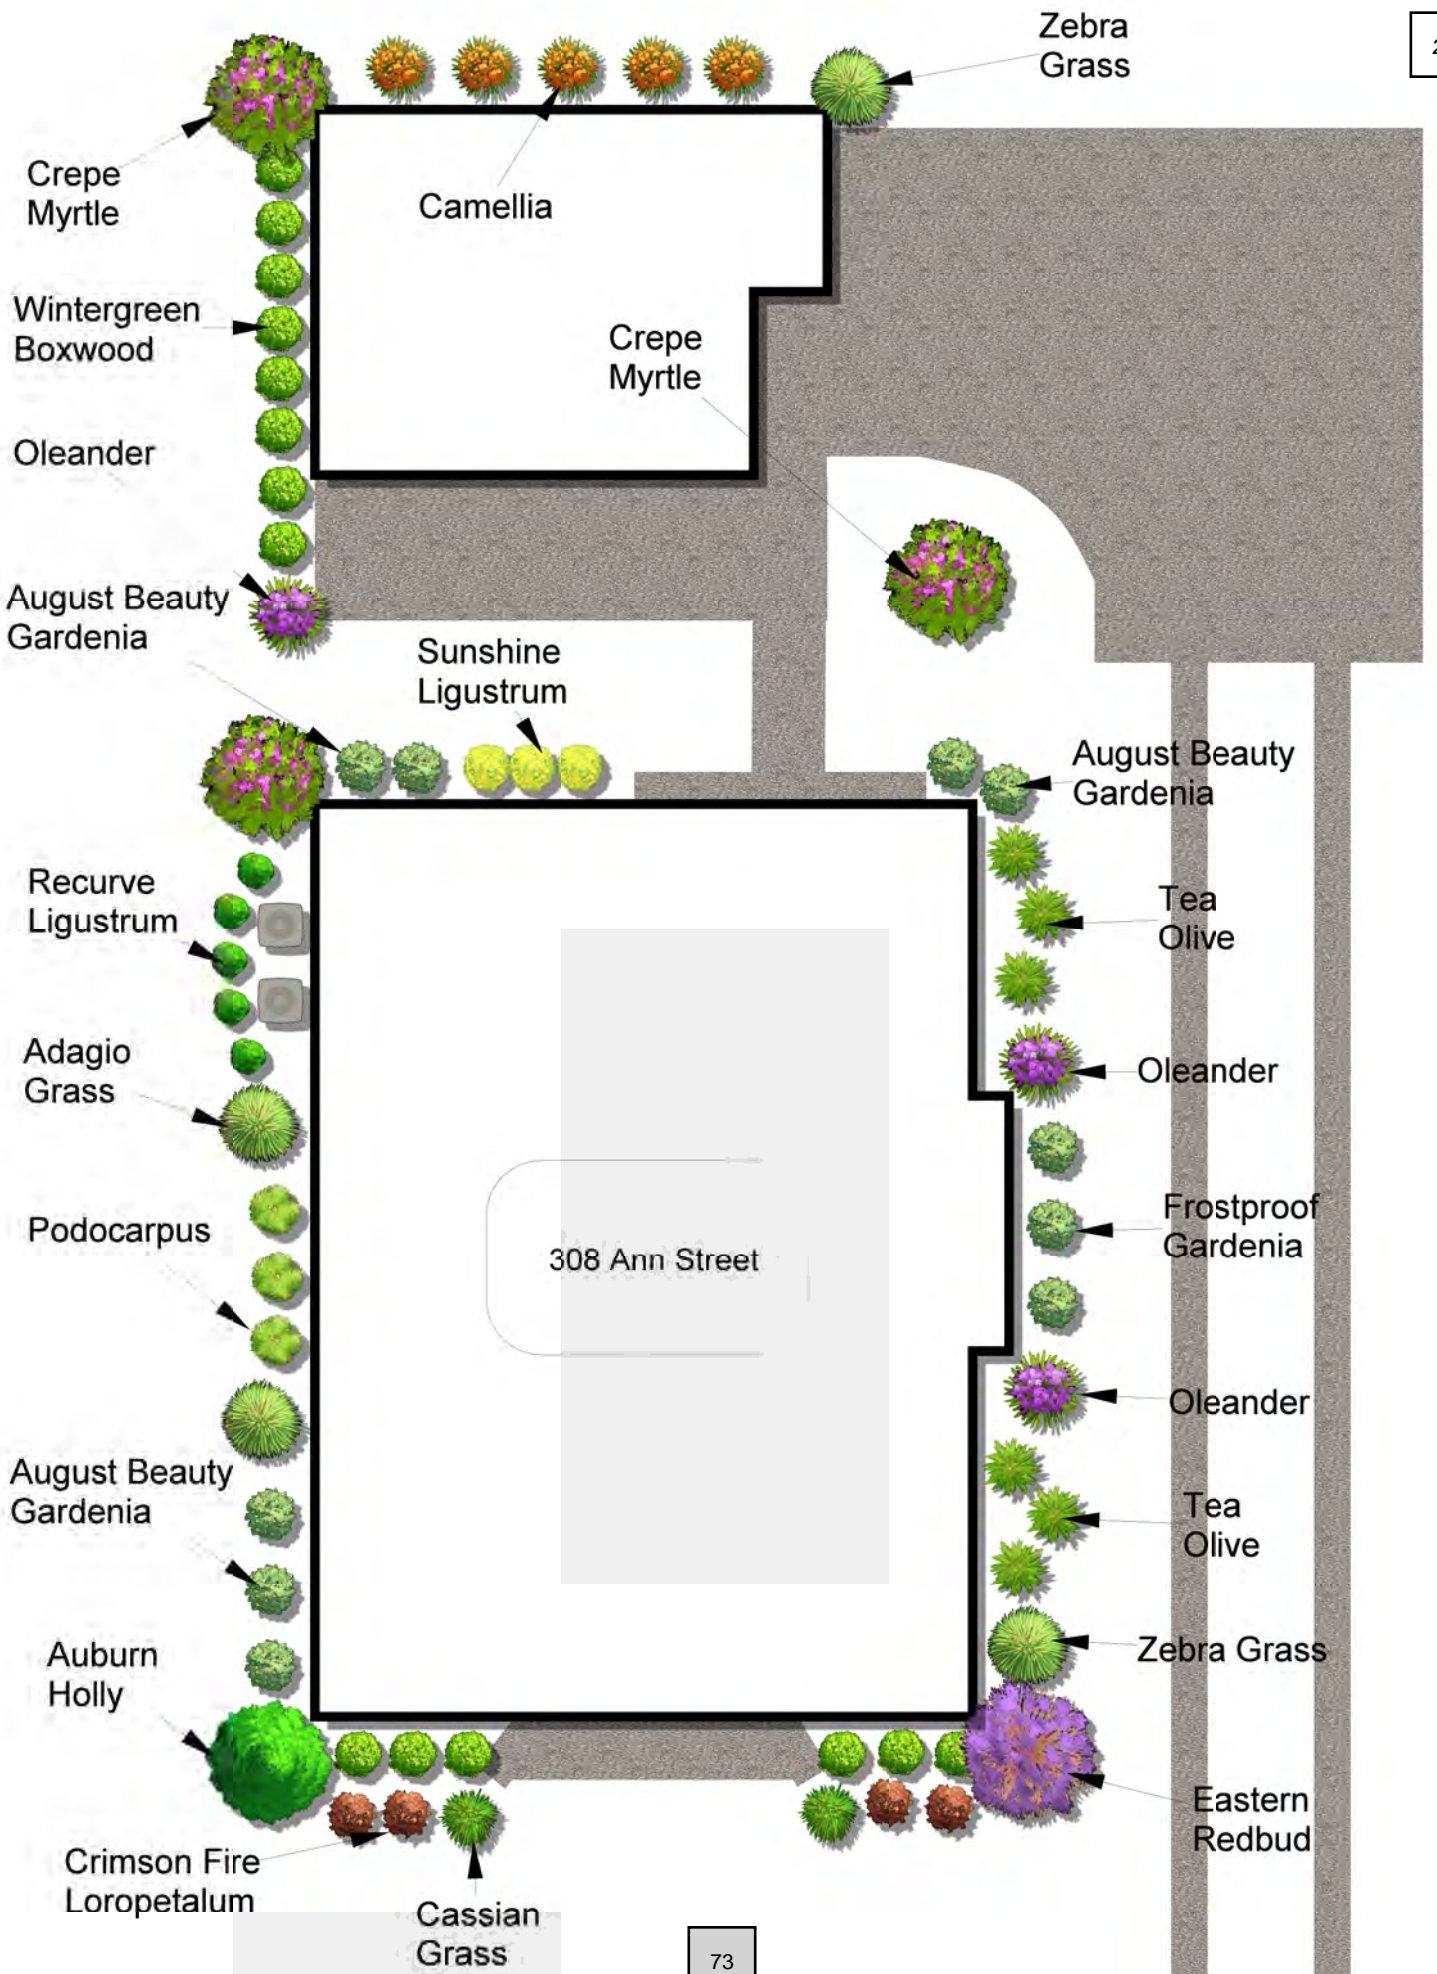 Zebra
Grass
2
Crepe
Myrtle
Camellia
Wintergreen
Boxwood
Crepe
Myrtle
Oleander
August Beauty
Gardenia
Sunshine
Ligustrum
August Beauty
Gardenia
Recurve
Ligustrum
Tea
Olive
Adagio
Grass
Oleander
Podocarpus
Frostproof
Gardenia
308 Ann Street
Oleander
August Beauty
Gardenia
Tea
Olive
Auburn
Holly
Zebra Grass
Eastern
Redbud
Crimson Fire
Loropetalum
Cassian
Grass
73